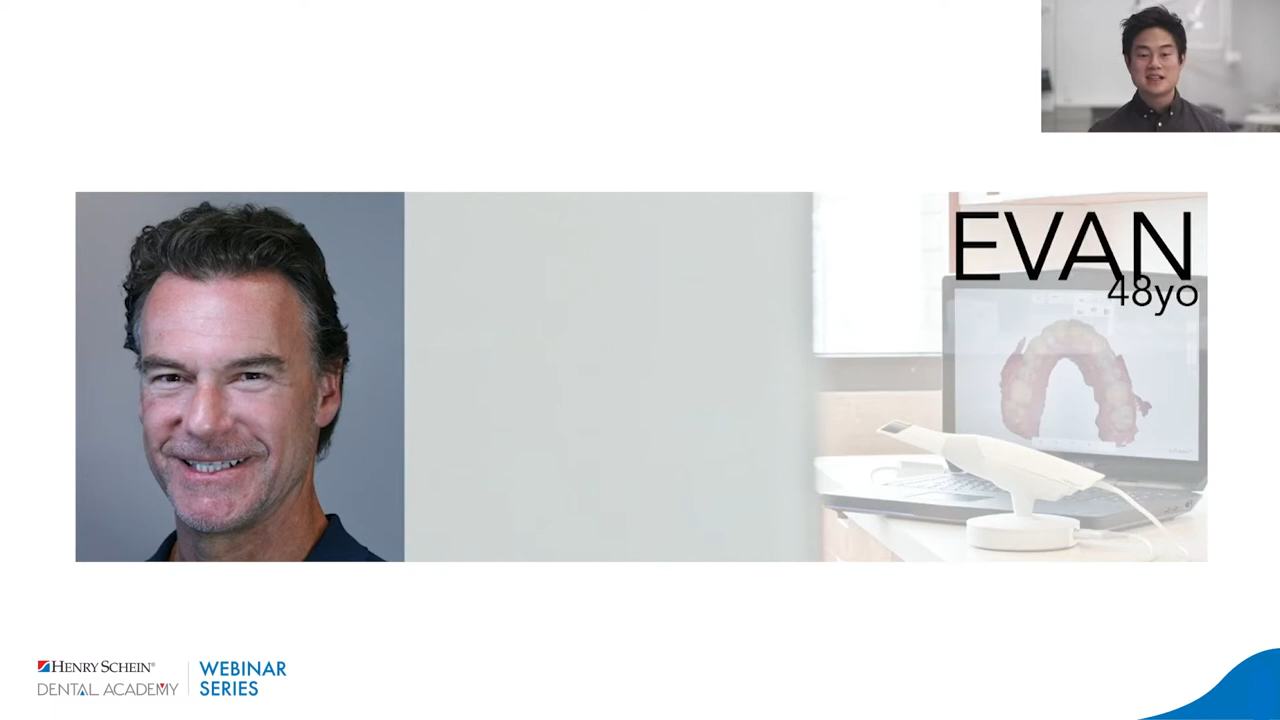 EVAN
48yo
HENRY SCHEIN®
DENTAL ACADEMY
WEBINAR
SERIES